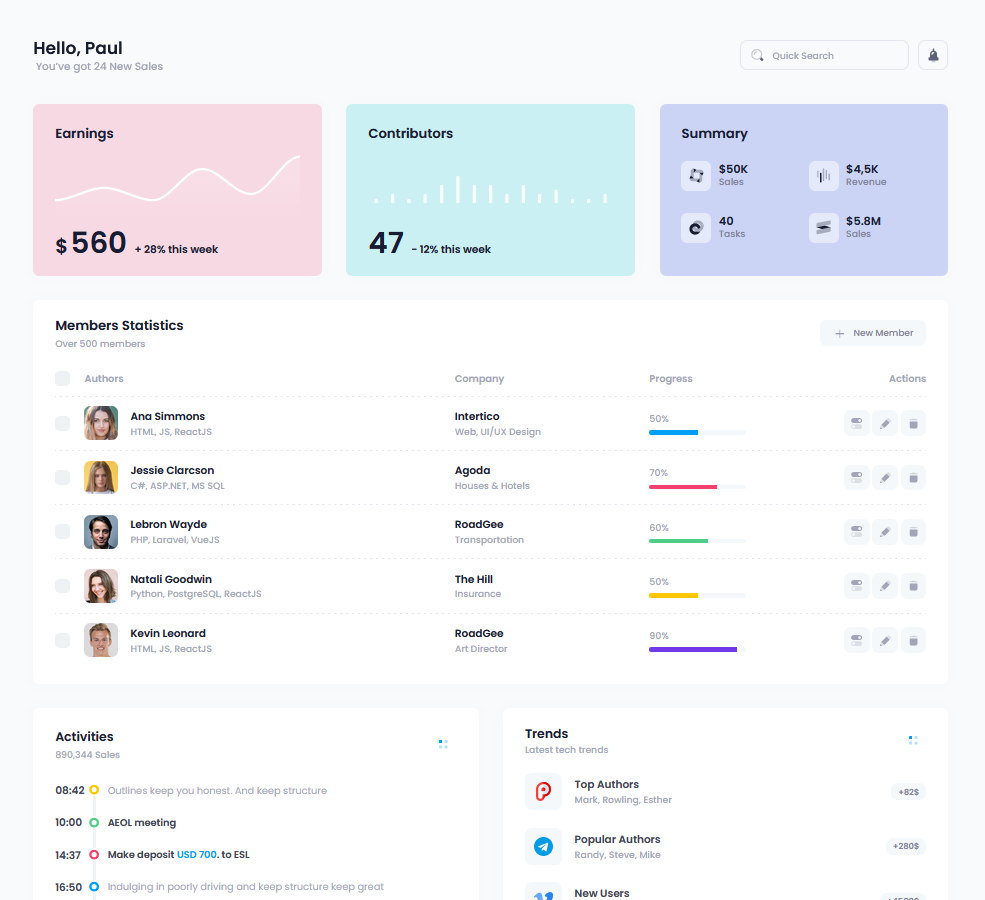 Hello, Paul
You've got 24 New Sales
Quick Search
Earnings
$ 560 + 28% this week
Contributors
47 - 12% this week
Summary
$50K
Sales
$4,5K
Revenue
40
Tasks
$5.8M
Sales
Members Statistics
Over 500 members
New Member
Authors Company Progress Actions
Ana Simmons
HTML, JS, ReactJS
Intertico
Web, UI/UX Design
50%
Jessie Clarcson
C#, ASP.NET, MS SQL
Agoda
Houses & Hotels
70%
Lebron Wayde
PHP, Laravel, VueJS
RoadGee
Transportation
60%
Natali Goodwin
Python, PostgreSQL, ReactJS
The Hill
Insurance
50%
Kevin Leonard
HTML, JS, ReactJS
RoadGee
Art Director
90%
Activities
890,344 Sales
08:42 Outlines keep you honest. And keep structure
10:00 AEOL meeting
14:37 Make deposit USD 700. to ESL
16:50 Indulging in poorly driving and keep structure keep great
Trends
Latest tech trends
Top Authors
Mark, Rowling, Esther
+82$
Popular Authors
Randy, Steve, Mike
+280$
New Users